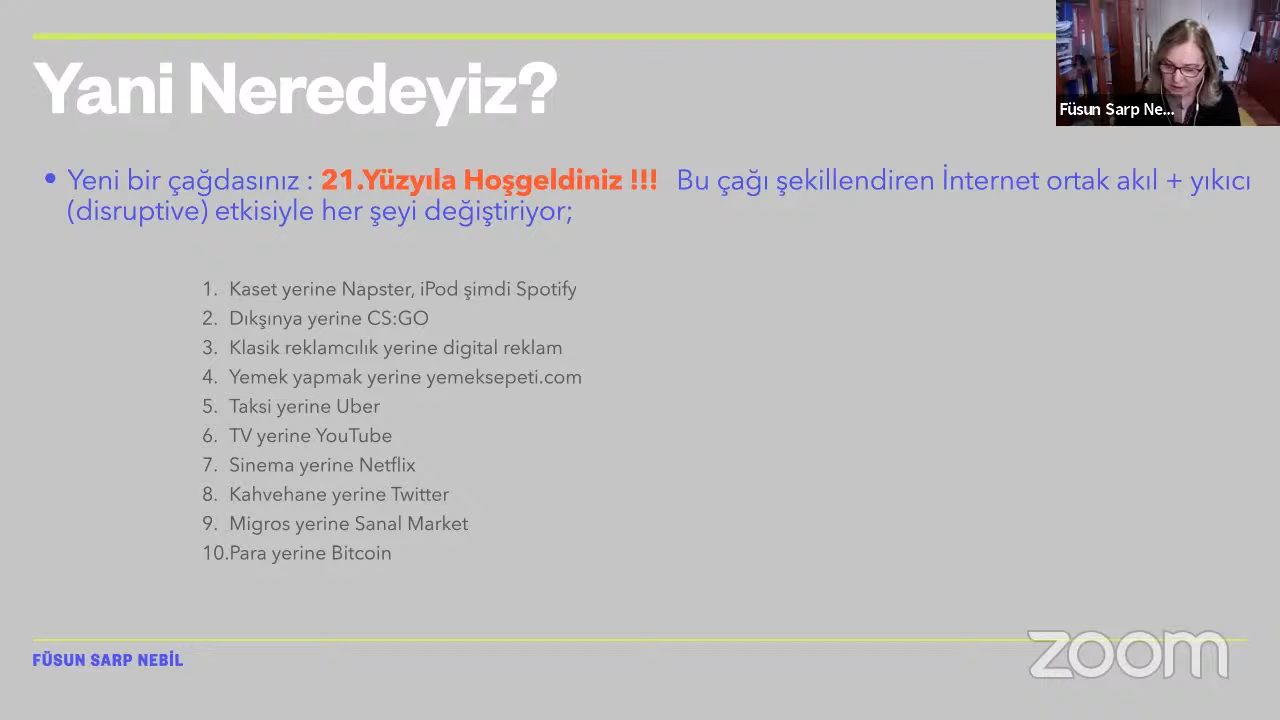 Yani Neredeyiz?
Füsun Sarp Ne...
• Yeni bir çağdasınız : 21.Yüzyıla Hoşgeldiniz !!! Bu çağı şekillendiren İnternet ortak akıl + yıkıcı
(disruptive) etkisiyle her şeyi değiştiriyor;
1. Kaset yerine Napster, iPod şimdi Spotify
2. Dıkşınya yerine CS:GO
3. Klasik reklamcılık yerine digital reklam
4. Yemek yapmak yerine yemeksepeti.com
5. Taksi yerine Uber
6. TV yerine YouTube
7. Sinema yerine Netflix
8. Kahvehane yerine Twitter
9. Migros yerine Sanal Market
10.Para yerine Bitcoin
FÜSUN SARP NEBİL
zoom